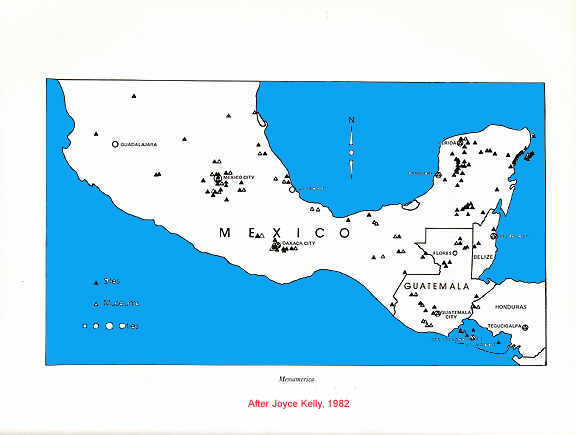 N
MERIDA
GUADALAJARA
MEXICO CITY
MEXICO
OAXACA CITY
FLORES
BELIZE
GUATEMALA
Sites
Museums
HONDURAS
GUATEMALA
CITY
TEGUCIGALPA
Mesoamerica
After Joyce Kelly, 1982